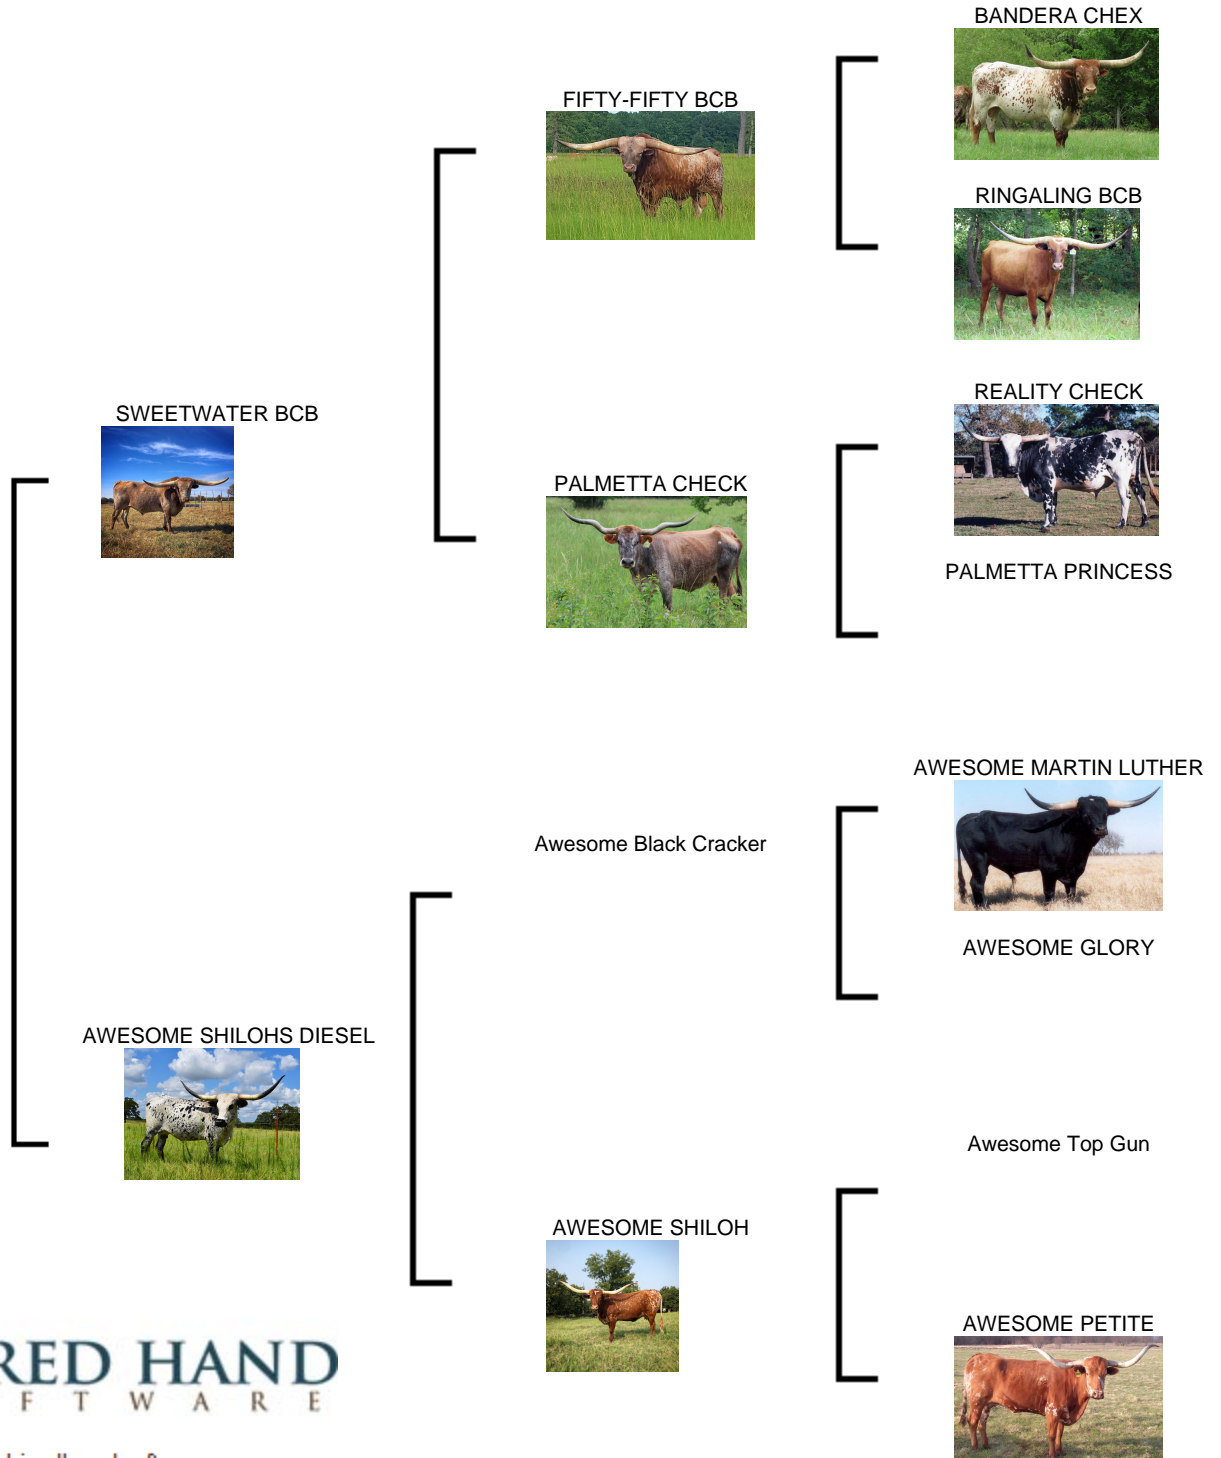 BANDERA CHEX
FIFTY-FIFTY BCB
RINGALING BCB
SWEETWATER BCB
REALITY CHECK
PALMETTA CHECK
PALMETTA PRINCESS
AWESOME MARTIN LUTHER
Awesome Black Cracker
AWESOME GLORY
AWESOME SHILOHS DIESEL
Awesome Top Gun
AWESOME SHILOH
AWESOME PETITE
RED HAND
F T W A R E